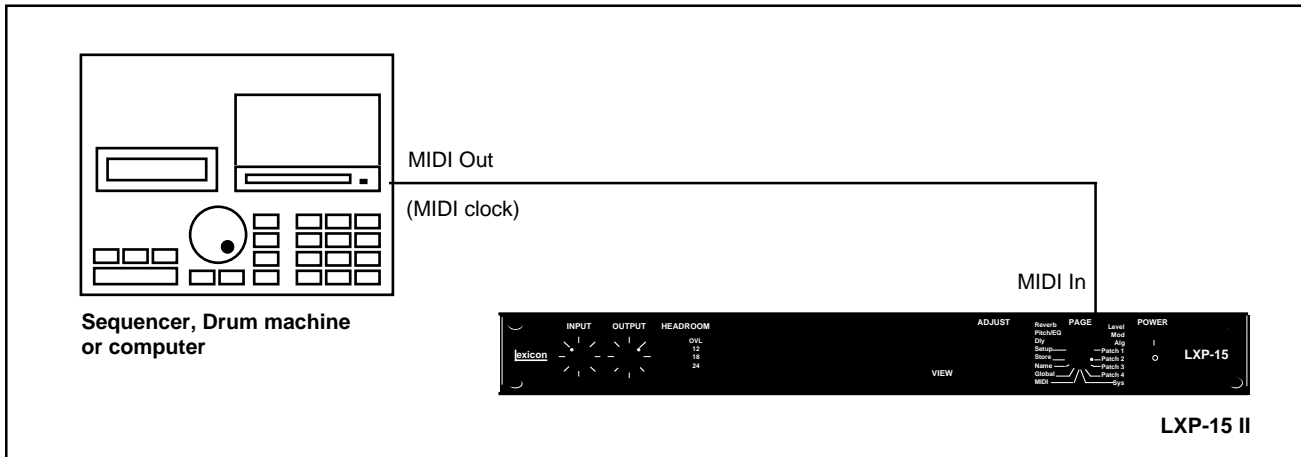 MIDI Out
(MIDI clock)
MIDI In
Sequencer, Drum machine
or computer
INPUT OUTPUT HEADROOM
OVL
12
18
24
lexicon
ADJUST
VIEW
PAGE
Reverb
Pitch/EQ
Dly
Setup
Store
Name
Global
MIDI
Level
Mod
Alg
Patch 1
Patch 2
Patch 3
Patch 4
Sys
POWER
LXP-15
LXP-15 II